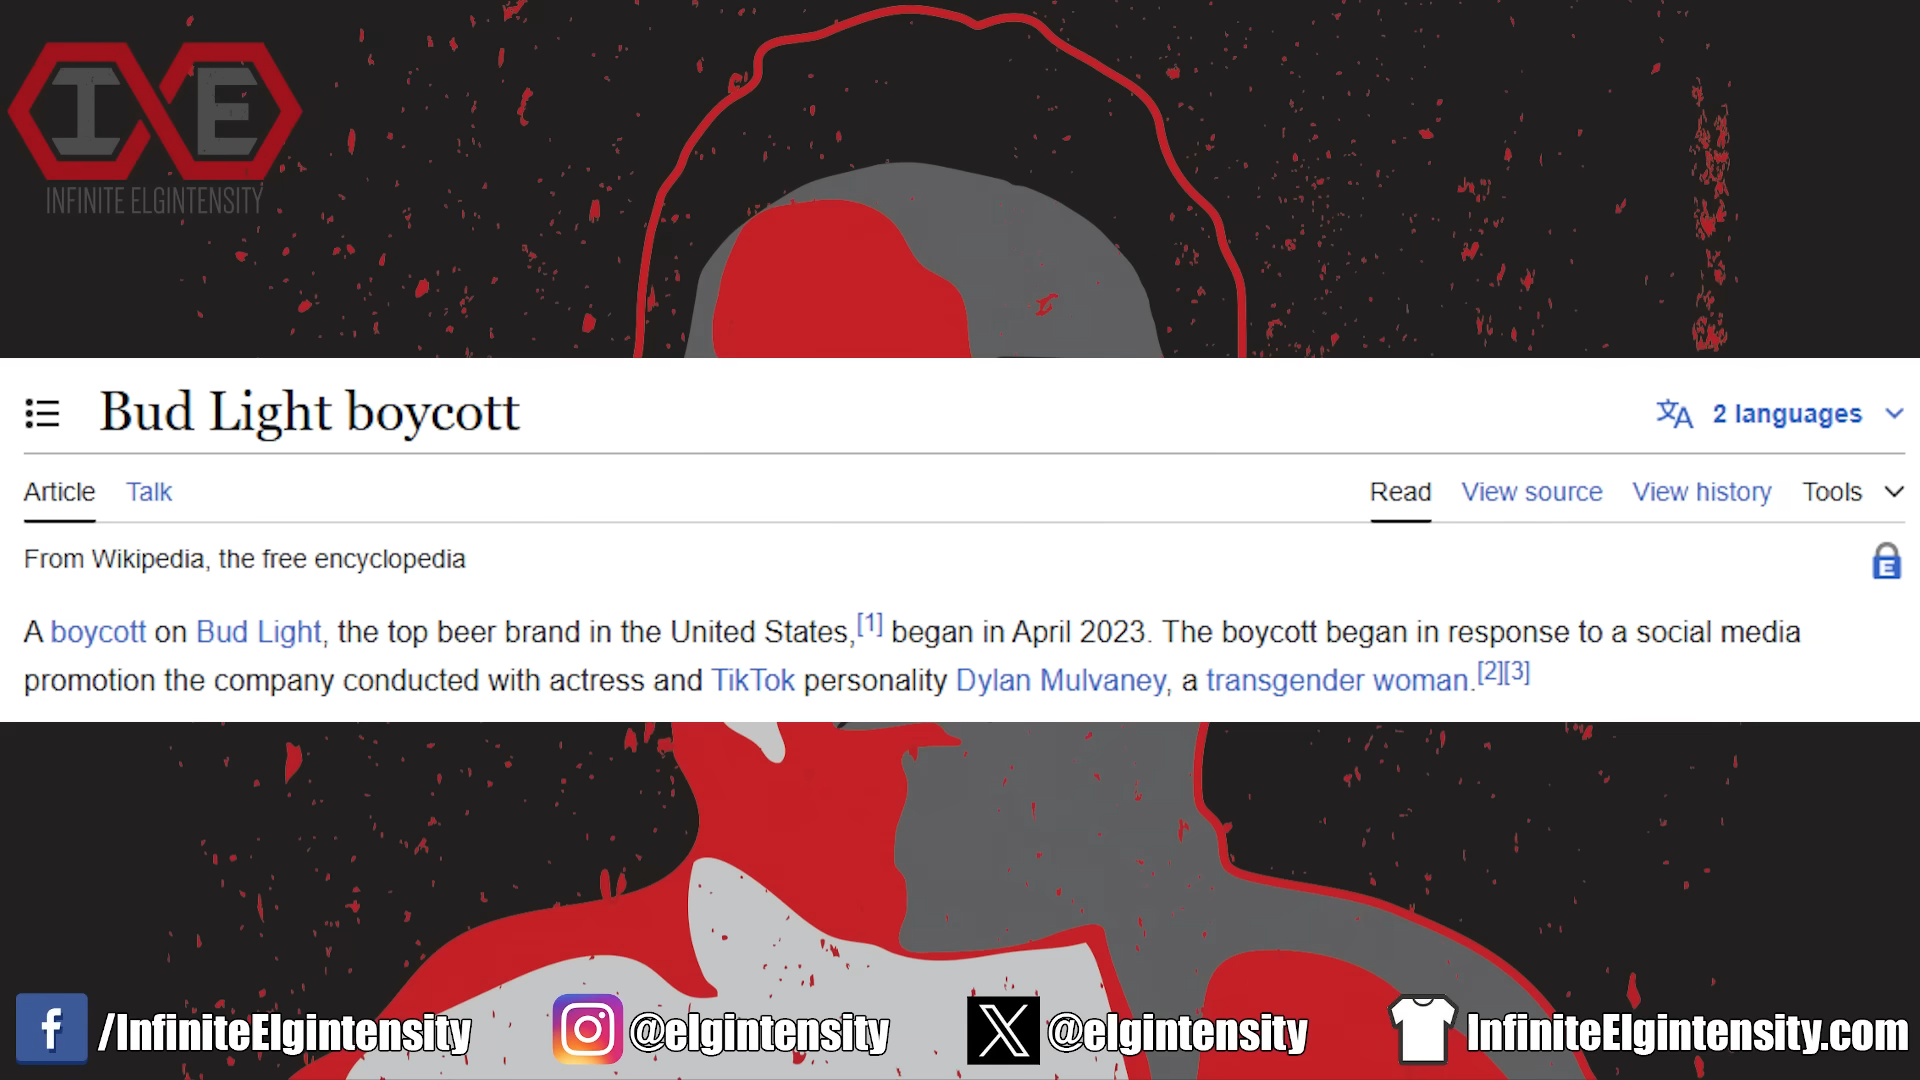 IE
INFINITE ELGINTENSITY
Bud Light boycott
文A 2 languages
Article Talk Read View source View history Tools
From Wikipedia, the free encyclopedia
E
A boycott on Bud Light, the top beer brand in the United States,[1] began in April 2023. The boycott began in response to a social media
promotion the company conducted with actress and TikTok personality Dylan Mulvaney, a transgender woman.[2][3]
f /InfiniteElgintensity @elgintensity X @elgintensity InfiniteElgintensity.com